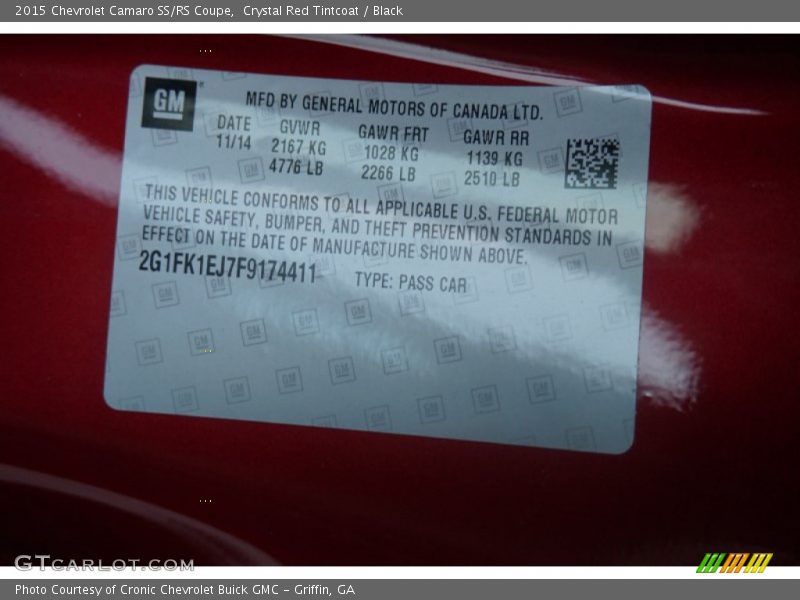 2015 Chevrolet Camaro SS/RS Coupe,  Crystal Red Tintcoat / Black
GM
MFD BY GENERAL MOTORS OF CANADA LTD.
DATE GVWR GAWR FRT GAWR RR
11/14 2167 KG 1028 KG 1139 KG
4776 LB 2266 LB 2510 LB
THIS VEHICLE CONFORMS TO ALL APPLICABLE U.S. FEDERAL MOTOR
VEHICLE SAFETY, BUMPER, AND THEFT PREVENTION STANDARDS IN
EFFECT ON THE DATE OF MANUFACTURE SHOWN ABOVE.
2G1FK1EJ7F9174411 TYPE: PASS CAR
GTCARLOT.COM
Photo Courtesy of Cronic Chevrolet Buick GMC - Griffin, GA